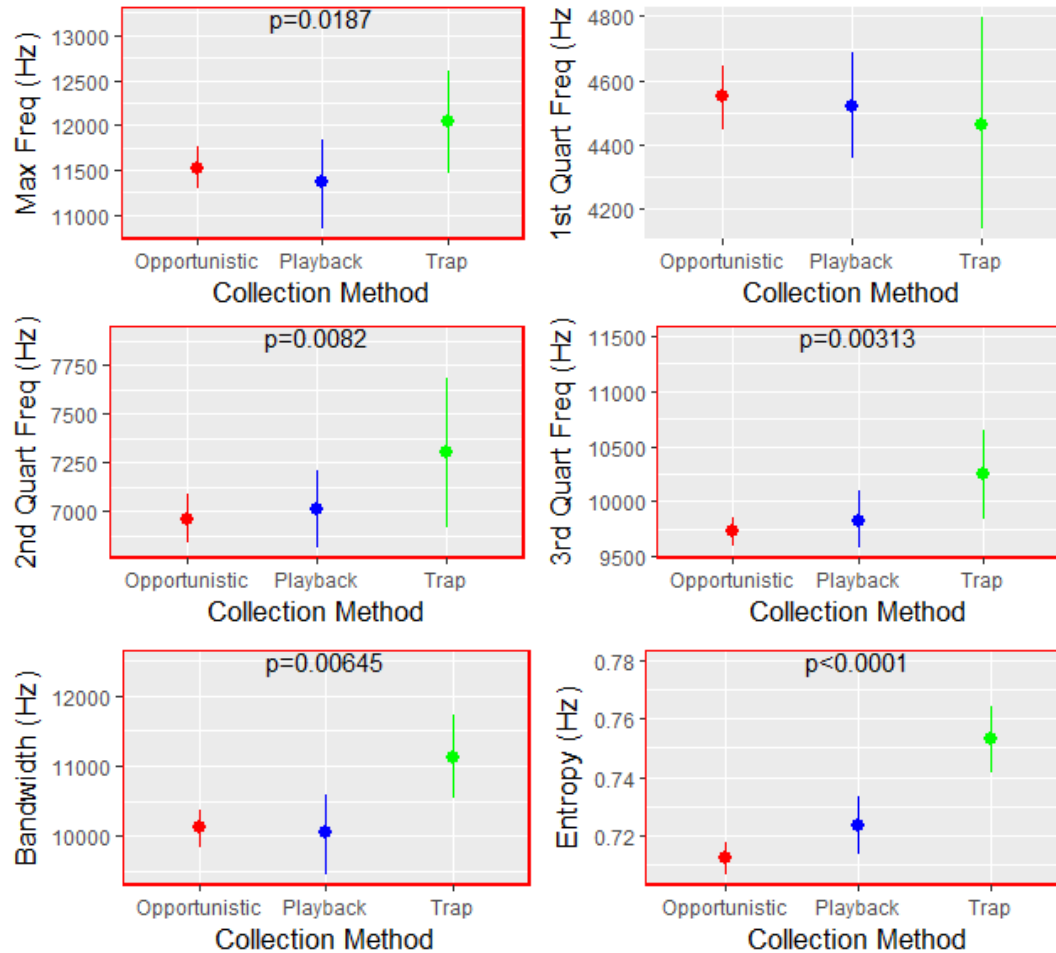 p=0.0187
Max Freq (Hz)
13000
12500
12000
11500
11000
Opportunistic Playback Trap
Collection Method
1st Quart Freq (Hz)
4800
4600
4400
4200
Opportunistic Playback Trap
Collection Method
p=0.0082
2nd Quart Freq (Hz)
7750
7500
7250
7000
Opportunistic Playback Trap
Collection Method
p=0.00313
3rd Quart Freq (Hz)
11500
11000
10500
10000
9500
Opportunistic Playback Trap
Collection Method
p=0.00645
Bandwidth (Hz)
12000
11000
10000
Opportunistic Playback Trap
Collection Method
p<0.0001
Entropy (Hz)
0.78
0.76
0.74
0.72
Opportunistic Playback Trap
Collection Method